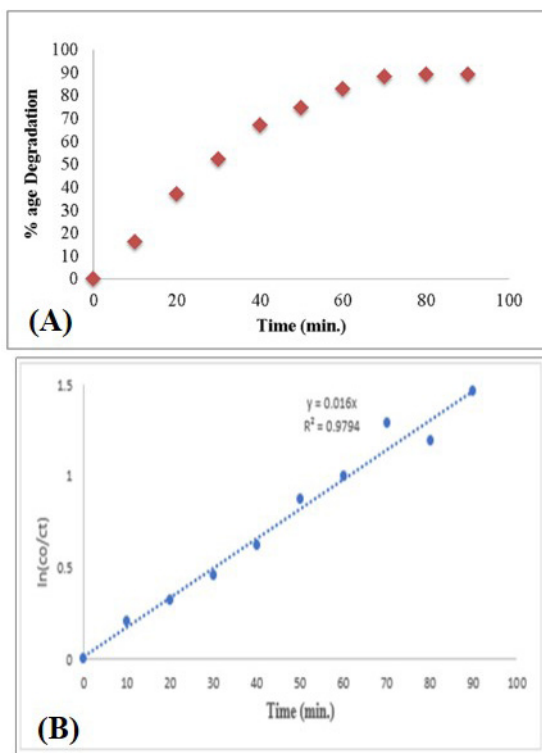 100
90
80
70
60
50
40
30
20
10
0
% age Degradation
0 20 40 60 80 100
Time (min.)
(A)
1.5
1
0.5
0
ln(co/ct)
y = 0.016x
R² = 0.9794
0 10 20 30 40 50 60 70 80 90 100
Time (min.)
(B)